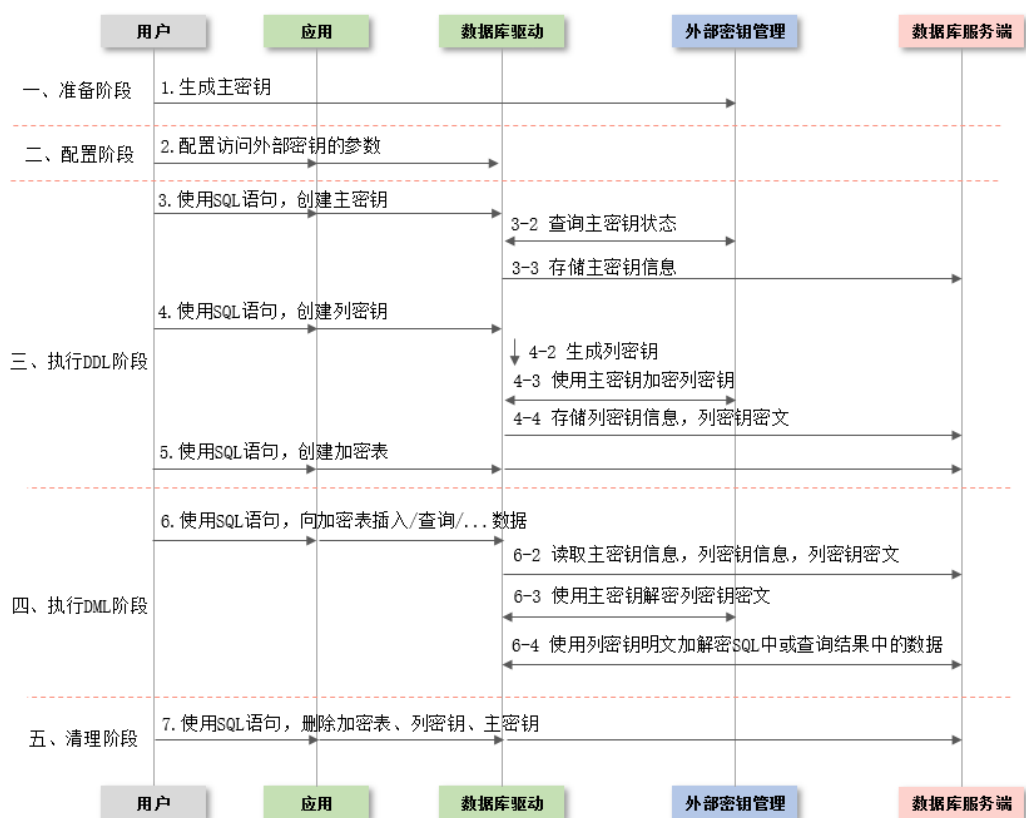 用户 应用 数据库驱动 外部密钥管理 数据库服务端
一、准备阶段
1.生成主密钥
二、配置阶段
2.配置访问外部密钥的参数
3.使用SQL语句，创建主密钥
3-2 查询主密钥状态
3-3 存储主密钥信息
4.使用SQL语句，创建列密钥
三、执行DDL阶段
4-2 生成列密钥
4-3 使用主密钥加密列密钥
4-4 存储列密钥信息，列密钥密文
5.使用SQL语句，创建加密表
6.使用SQL语句，向加密表插入/查询/...数据
6-2 读取主密钥信息，列密钥信息，列密钥密文
四、执行DML阶段
6-3 使用主密钥解密列密钥密文
6-4 使用列密钥明文加解密SQL中或查询结果中的数据
五、清理阶段
7.使用SQL语句，删除加密表、列密钥、主密钥
用户 应用 数据库驱动 外部密钥管理 数据库服务端